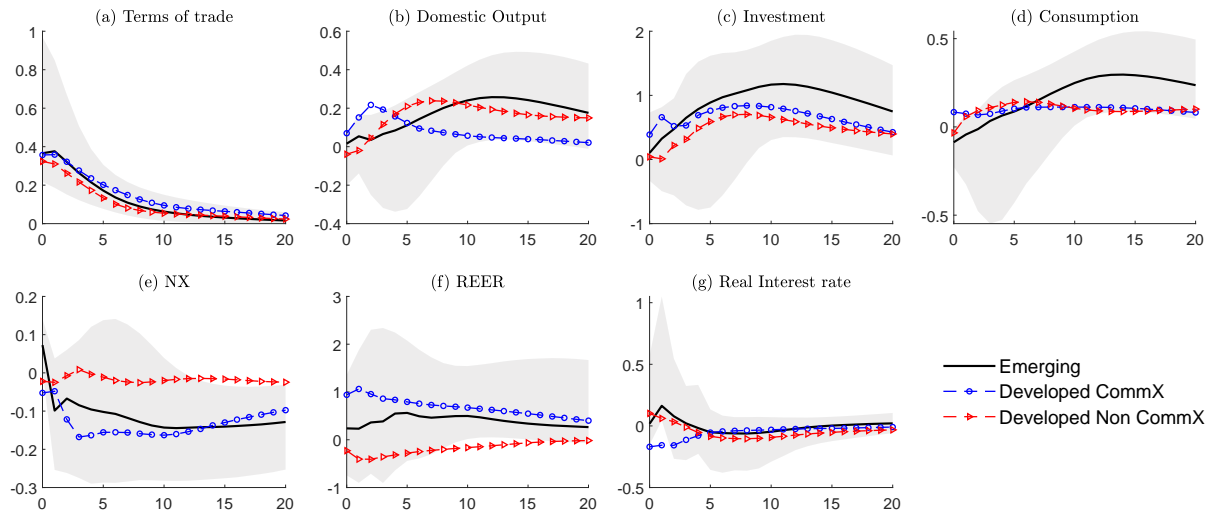 (a) Terms of trade
1
0.8
0.6
0.4
0.2
0
0 5 10 15 20
(b) Domestic Output
0.6
0.4
0.2
0
-0.2
-0.4
0 5 10 15 20
(c) Investment
2
1
0
-1
0 5 10 15 20
(d) Consumption
0.5
0
-0.5
0 5 10 15 20
(e) NX
0.2
0.1
0
-0.1
-0.2
-0.3
0 5 10 15 20
(f) REER
3
2
1
0
-1
0 5 10 15 20
(g) Real Interest rate
1
0.5
0
-0.5
0 5 10 15 20
Emerging
Developed CommX
Developed Non CommX